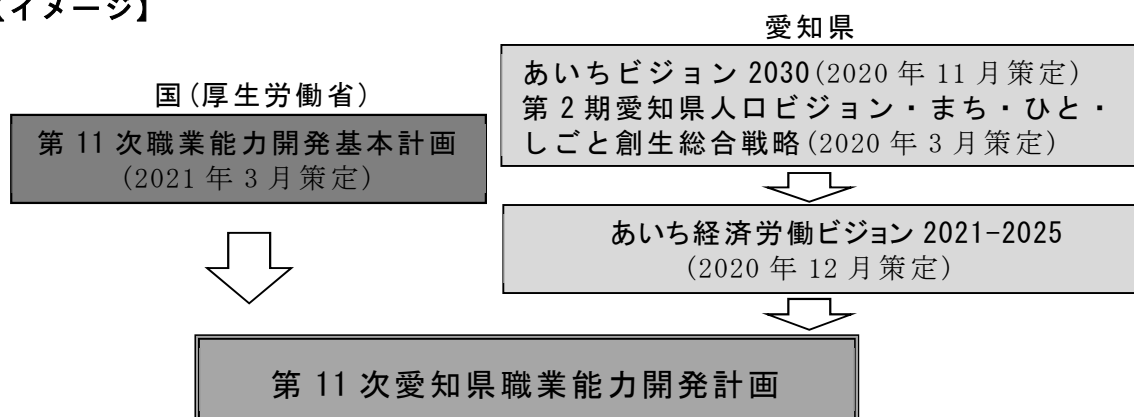 【イメージ】
愛知県
国(厚生労働省)
第 11 次職業能力開発基本計画
(2021 年 3 月策定)
あいちビジョン 2030(2020 年 11 月策定)
第 2 期愛知県人口ビジョン・まち・ひと・
しごと創生総合戦略(2020 年 3 月策定)
あいち経済労働ビジョン 2021-2025
(2020 年 12 月策定)
第 11 次愛知県職業能力開発計画